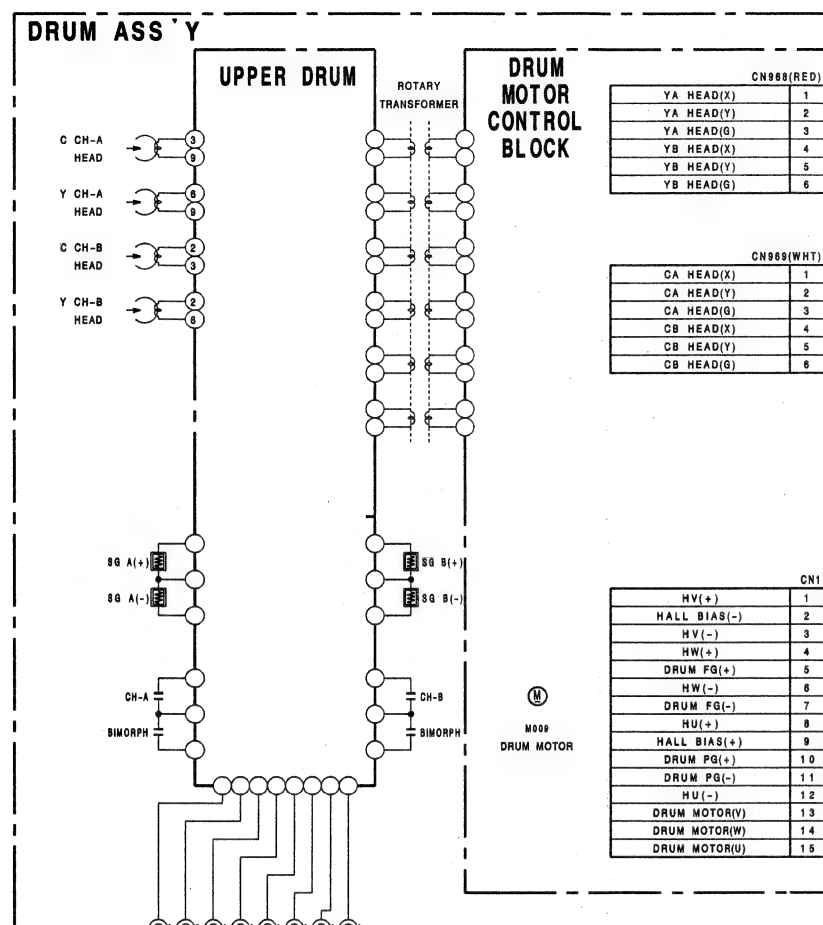 DRUM ASS'Y
UPPER DRUM
ROTARY
TRANSFORMER
DRUM
MOTOR
CONTROL
BLOCK
C CH-A
HEAD
3
9
Y CH-A
HEAD
6
9
C CH-B
HEAD
2
3
Y CH-B
HEAD
2
6
CN968(RED)
YA HEAD(X) 1
YA HEAD(Y) 2
YA HEAD(G) 3
YB HEAD(X) 4
YB HEAD(Y) 5
YB HEAD(G) 6
CN969(WHT)
CA HEAD(X) 1
CA HEAD(Y) 2
CA HEAD(G) 3
CB HEAD(X) 4
CB HEAD(Y) 5
CB HEAD(G) 6
SG A(+)
SG A(-)
SG B(+)
SG B(-)
CH-A
BIMORPH
CH-B
BIMORPH
M
M009
DRUM MOTOR
CN1
HV(+) 1
HALL BIAS(-) 2
HV(-) 3
HW(+) 4
DRUM FG(+) 5
HW(-) 6
DRUM FG(-) 7
HU(+) 8
HALL BIAS(+) 9
DRUM PG(+) 10
DRUM PG(-) 11
HU(-) 12
DRUM MOTOR(V) 13
DRUM MOTOR(W) 14
DRUM MOTOR(U) 15